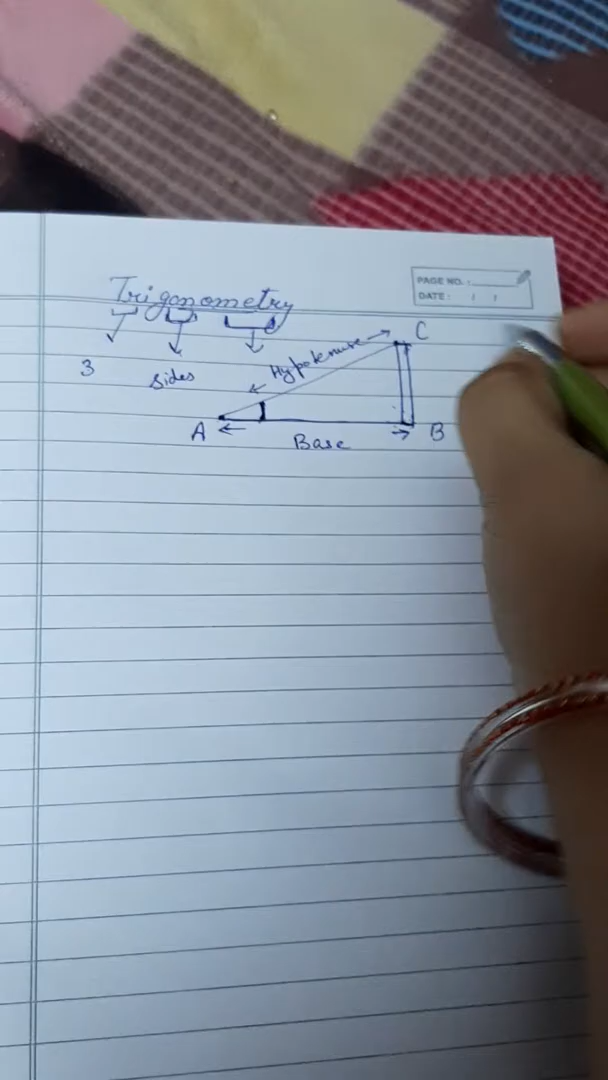 PAGE NO. :
DATE : / /
Trigonometry
3 sides
C
Hypotenuse
A B
Base